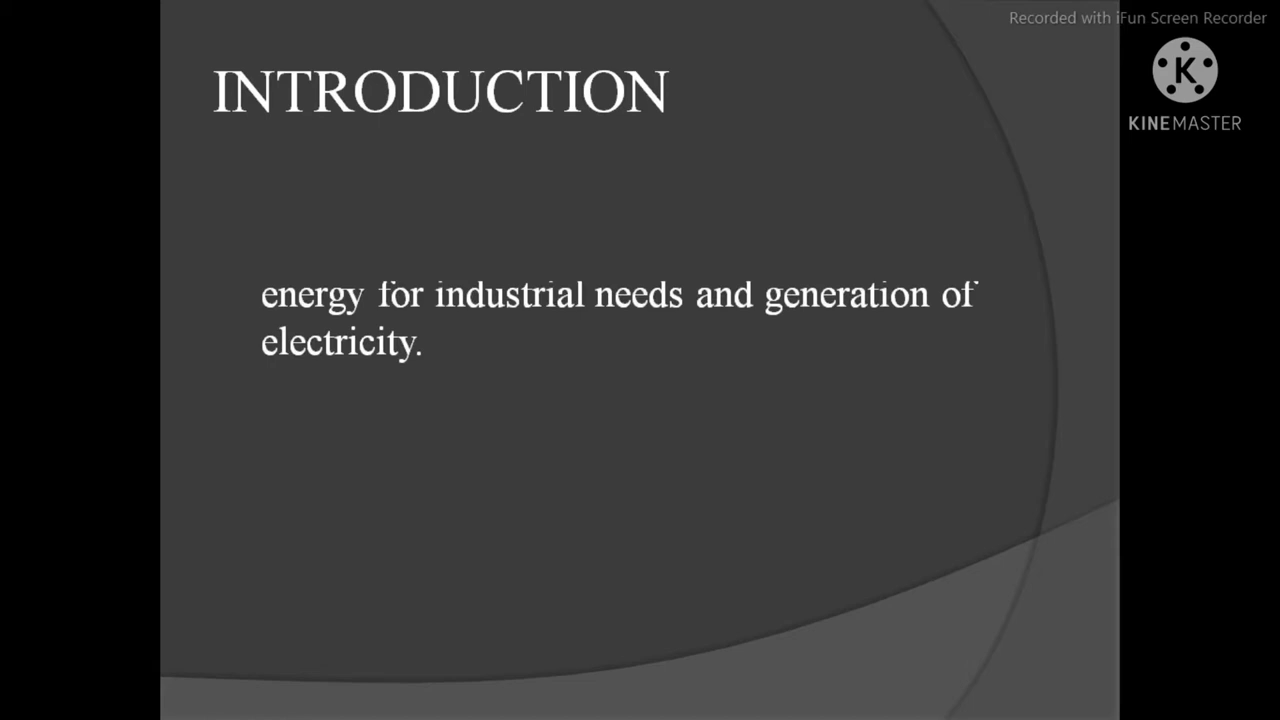 Recorded with iFun Screen Recorder
K
KINEMASTER
INTRODUCTION
energy for industrial needs and generation of
electricity.